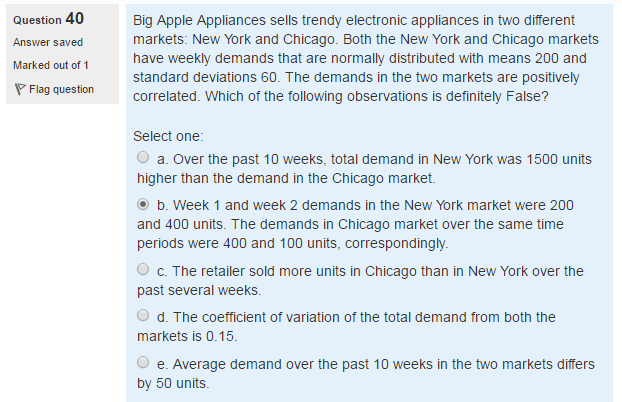 Question 40
Answer saved
Marked out of 1
Flag question
Big Apple Appliances sells trendy electronic appliances in two different
markets: New York and Chicago. Both the New York and Chicago markets
have weekly demands that are normally distributed with means 200 and
standard deviations 60. The demands in the two markets are positively
correlated. Which of the following observations is definitely False?
Select one:
a. Over the past 10 weeks, total demand in New York was 1500 units
higher than the demand in the Chicago market.
b. Week 1 and week 2 demands in the New York market were 200
and 400 units. The demands in Chicago market over the same time
periods were 400 and 100 units, correspondingly.
c. The retailer sold more units in Chicago than in New York over the
past several weeks.
d. The coefficient of variation of the total demand from both the
markets is 0.15.
e. Average demand over the past 10 weeks in the two markets differs
by 50 units.